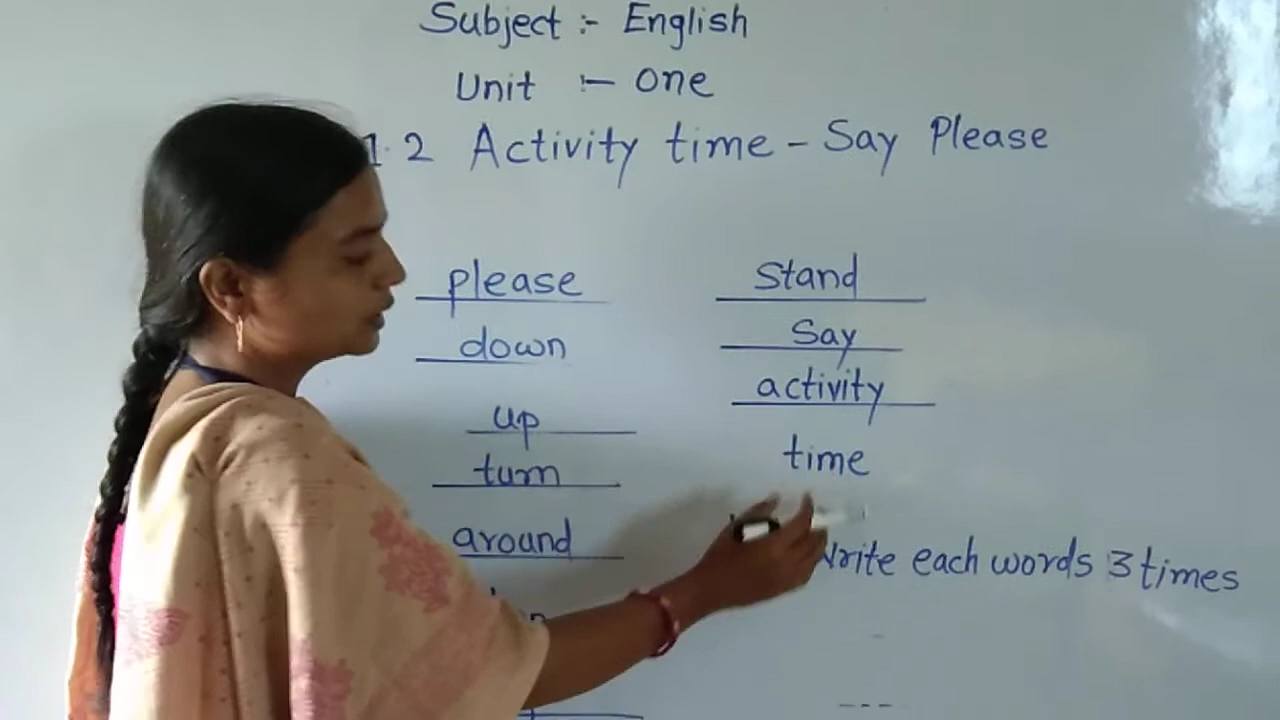 Subject :- English
Unit :- One
1.2 Activity time - Say Please
please
down
up
turn
around
Stand
Say
activity
time
Write each words 3 times